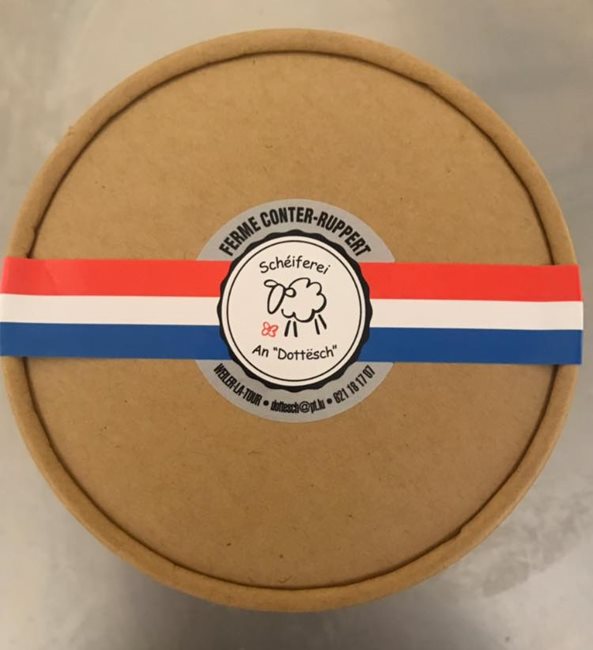 FERME CONTER-RUPPERT
Schéiferei
An "Dottësch"
WEILER-LA-TOUR • dottesch@pt.lu • 621 18 17 07